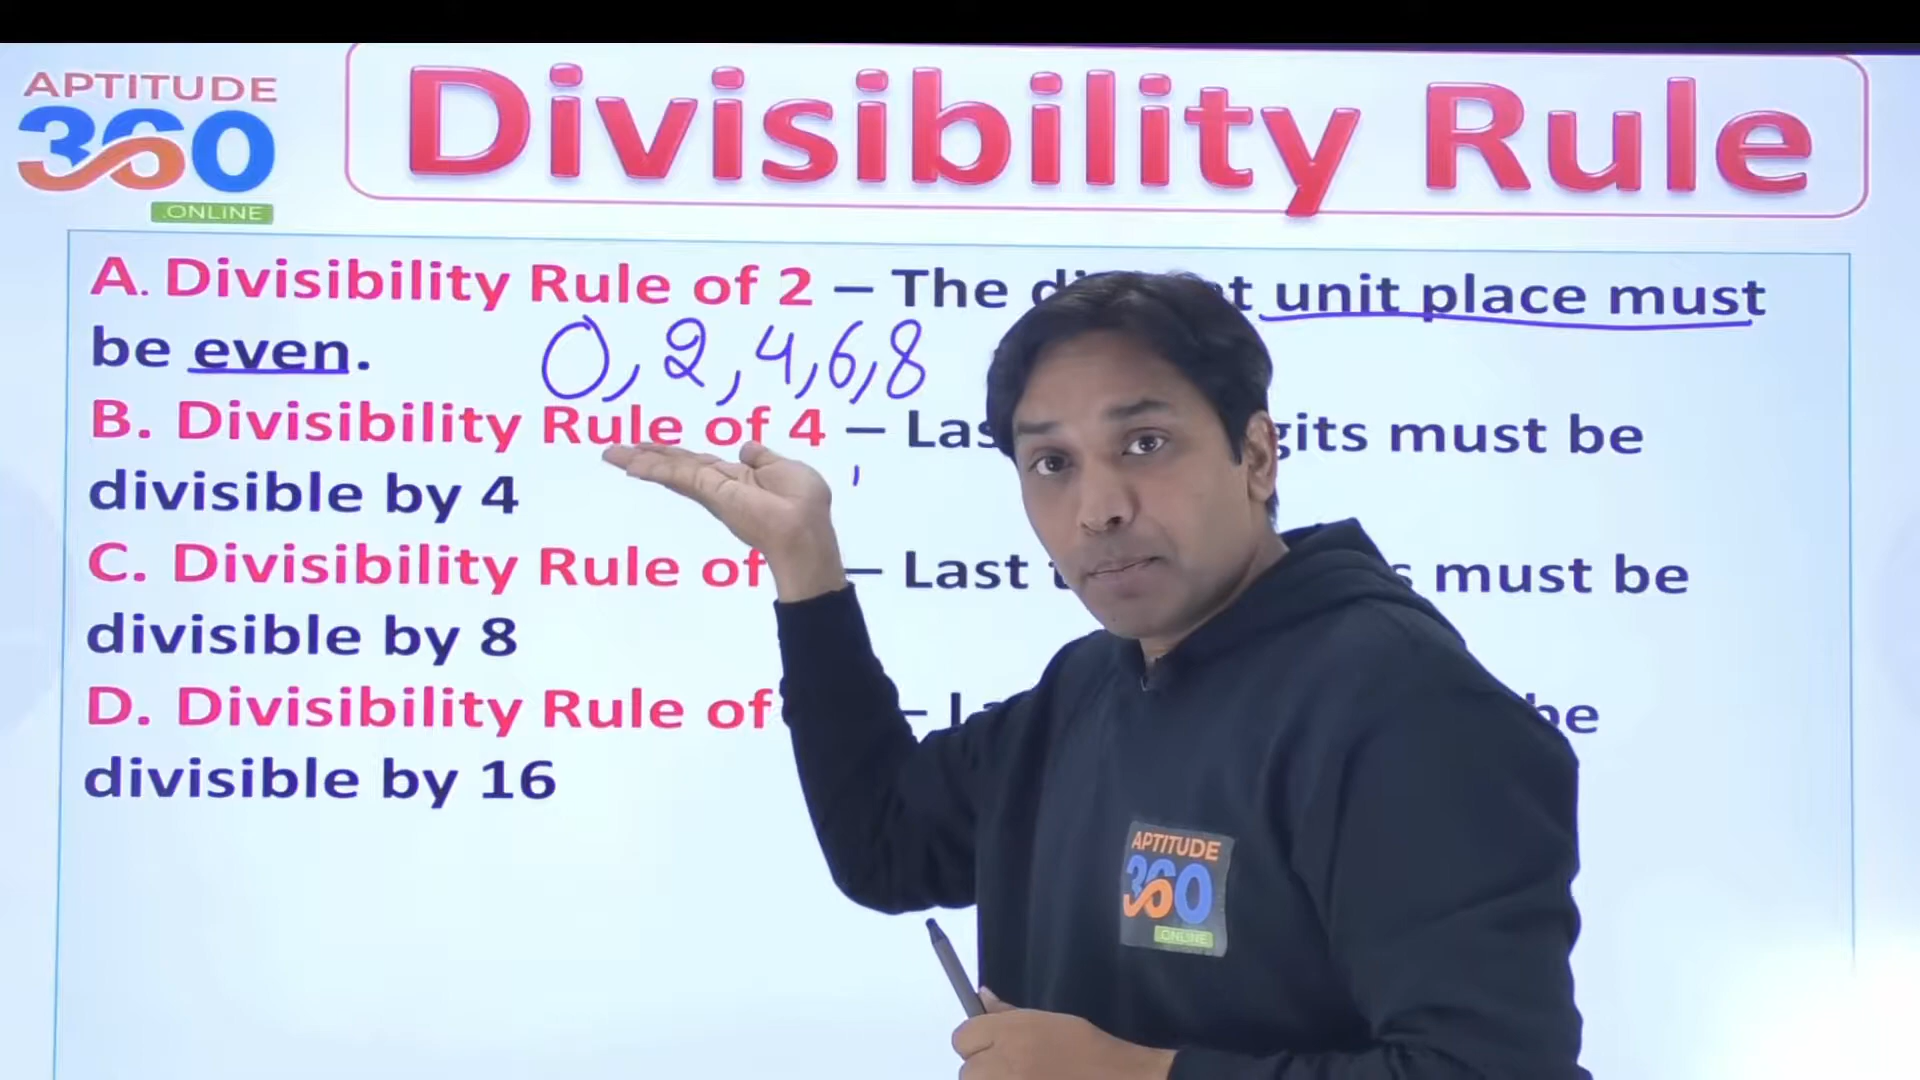 APTITUDE
360
.ONLINE
Divisibility Rule
A. Divisibility Rule of 2 – The unit place must
be even.
0, 2, 4, 6, 8
B. Divisibility Rule of 4 – must be
divisible by 4
C. Divisibility Rule of – Last must be
divisible by 8
D. Divisibility Rule of – be
divisible by 16
APTITUDE
360
.ONLINE